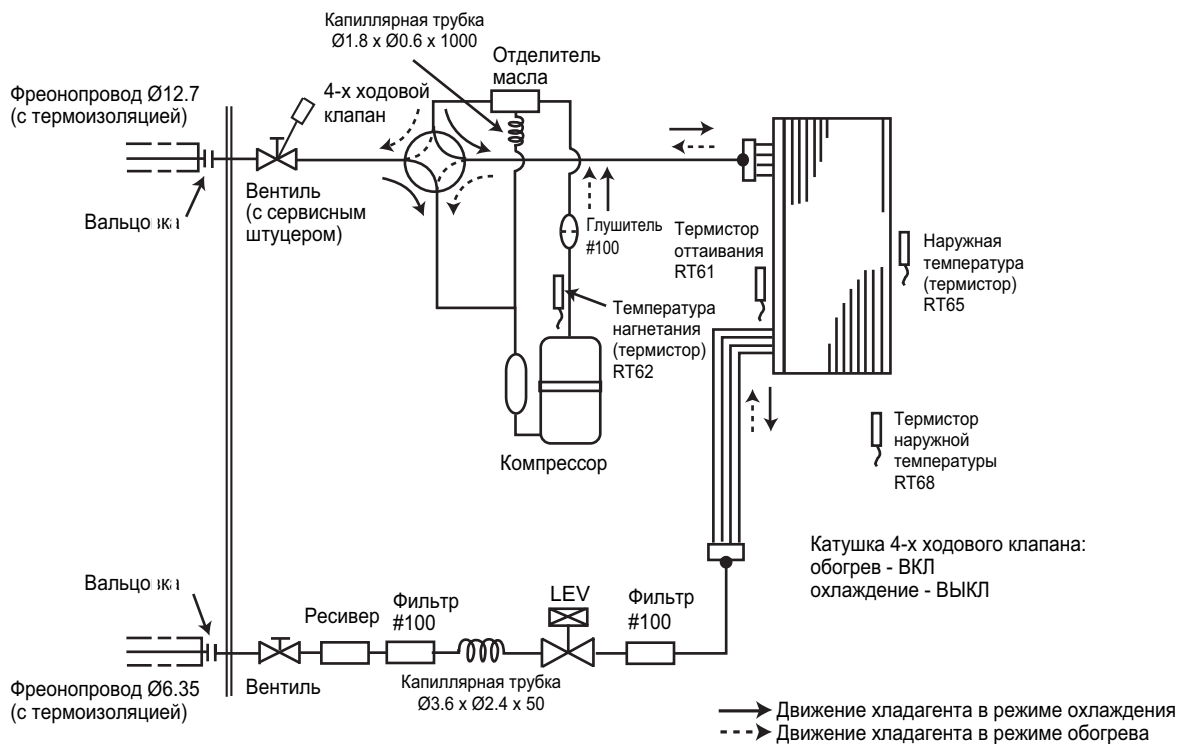 Капиллярная трубка
Ø1.8 x Ø0.6 x 1000
Отделитель
масла
Фреонопровод Ø12.7
(с термоизоляцией)
4-х ходовой
клапан
Вальцовка
Вентиль
(с сервисным
штуцером)
Глушитель
#100
Термистор
оттаивания
RT61
Наружная
температура
(термистор)
RT65
Температура
нагнетания
(термистор)
RT62
Компрессор
Термистор
наружной
температуры
RT68
Катушка 4-х ходового клапана:
обогрев - ВКЛ
охлаждение - ВЫКЛ
Вальцовка
Ресивер
Фильтр
#100
LEV
Фильтр
#100
Фреонопровод Ø6.35
(с термоизоляцией)
Вентиль
Капиллярная трубка
Ø3.6 x Ø2.4 x 50
Движение хладагента в режиме охлаждения
Движение хладагента в режиме обогрева